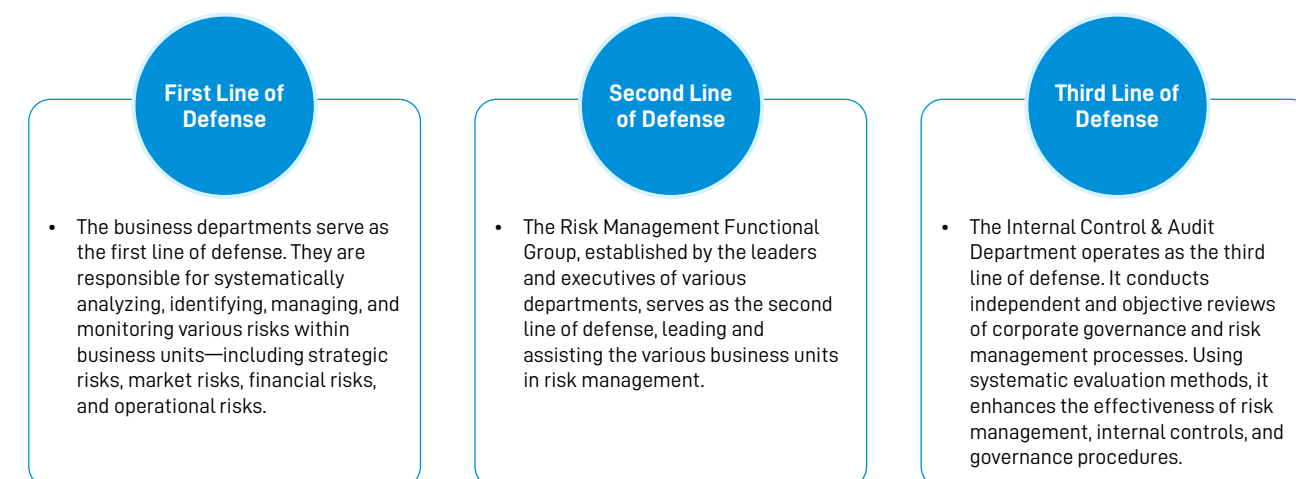 First Line of
Defense
• The business departments serve as
the first line of defense. They are
responsible for systematically
analyzing, identifying, managing, and
monitoring various risks within
business units—including strategic
risks, market risks, financial risks,
and operational risks.
Second Line
of Defense
• The Risk Management Functional
Group, established by the leaders
and executives of various
departments, serves as the second
line of defense, leading and
assisting the various business units
in risk management.
Third Line of
Defense
• The Internal Control & Audit
Department operates as the third
line of defense. It conducts
independent and objective reviews
of corporate governance and risk
management processes. Using
systematic evaluation methods, it
enhances the effectiveness of risk
management, internal controls, and
governance procedures.